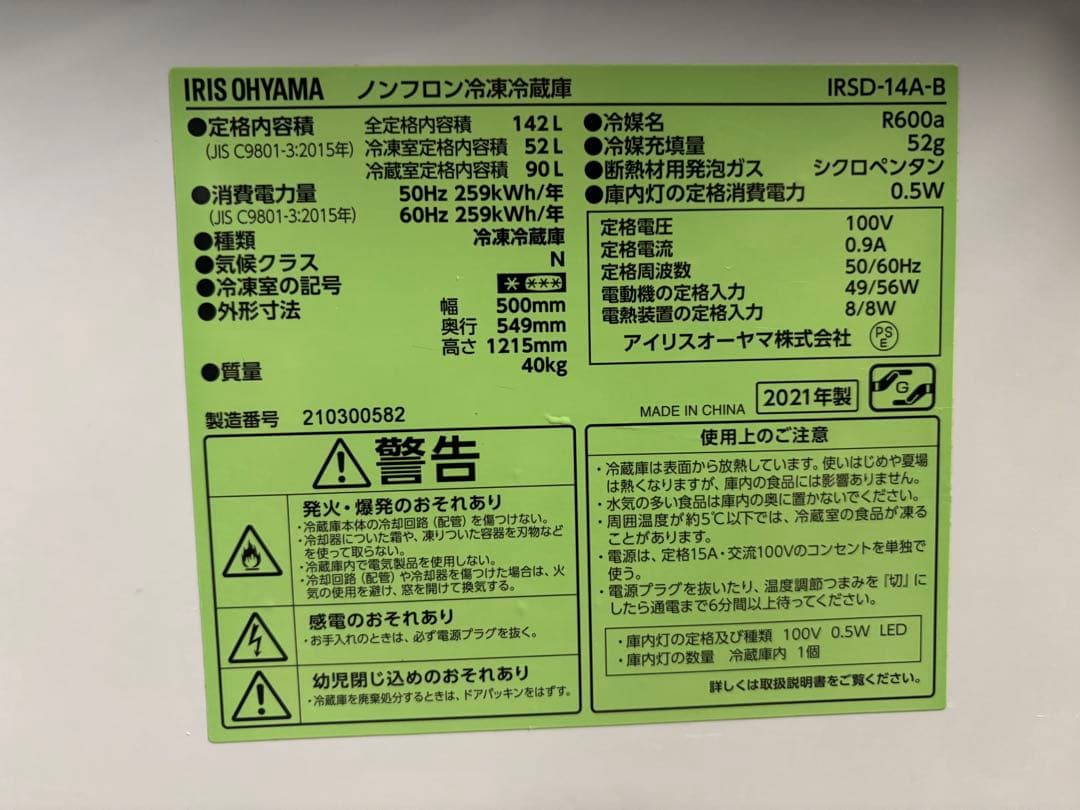 IRIS OHYAMA ノンフロン冷凍冷蔵庫 IRSD-14A-B
●定格内容積 全定格内容積 142L
(JIS C9801-3:2015年) 冷凍室定格内容積 52L
冷蔵室定格内容積 90L
●消費電力量 50Hz 259kWh/年
(JIS C9801-3:2015年) 60Hz 259kWh/年
●種類 冷凍冷蔵庫
●気候クラス N
●冷凍室の記号
●外形寸法 幅 500mm
奥行 549mm
高さ 1215mm
●質量 40kg
製造番号 210300582
●冷媒名 R600a
●冷媒充填量 52g
●断熱材用発泡ガス シクロペンタン
●庫内灯の定格消費電力 0.5W
定格電圧 100V
定格電流 0.9A
定格周波数 50/60Hz
電動機の定格入力 49/56W
電熱装置の定格入力 8/8W
アイリスオーヤマ株式会社 PSE
MADE IN CHINA 2021年製 G
警告
発火・爆発のおそれあり
・冷蔵庫本体の冷却回路(配管)を傷つけない。
・冷却器についた霜や、凍りついた容器を刃物など
を使って取らない。
・冷蔵庫内で電気製品を使用しない。
・冷却回路(配管)や冷却器を傷つけた場合は、火
気の使用を避け、窓を開けて換気する。
感電のおそれあり
・お手入れのときは、必ず電源プラグを抜く。
幼児閉じ込めのおそれあり
・冷蔵庫を廃棄処分するときは、ドアパッキンをはずす。
使用上のご注意
・冷蔵庫は表面から放熱しています。使いはじめや夏場
は熱くなりますが、庫内の食品には影響ありません。
・水気の多い食品は庫内の奥に置かないでください。
・周囲温度が約5℃以下では、冷蔵室の食品が凍る
ことがあります。
・電源は、定格15A・交流100Vのコンセントを単独で
使う。
・電源プラグを抜いたり、温度調節つまみを「切」に
したら通電まで6分間以上待ってください。
・庫内灯の定格及び種類 100V 0.5W LED
・庫内灯の数量 冷蔵庫内 1個
詳しくは取扱説明書をご覧ください。